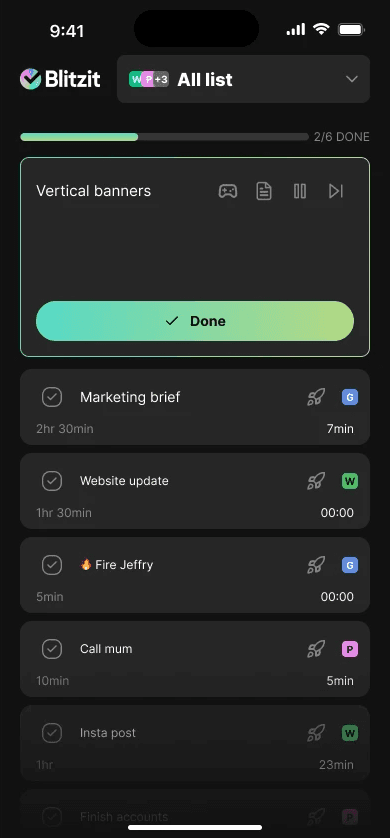 9:41
Blitzit
W P +3 All list
2/6 DONE
Vertical banners
Done
Marketing brief
G
2hr 30min
7min
Website update
W
1hr 30min
00:00
🔥 Fire Jeffry
G
5min
00:00
Call mum
P
10min
5min
Insta post
W
1hr
23min
Finish accounts
P